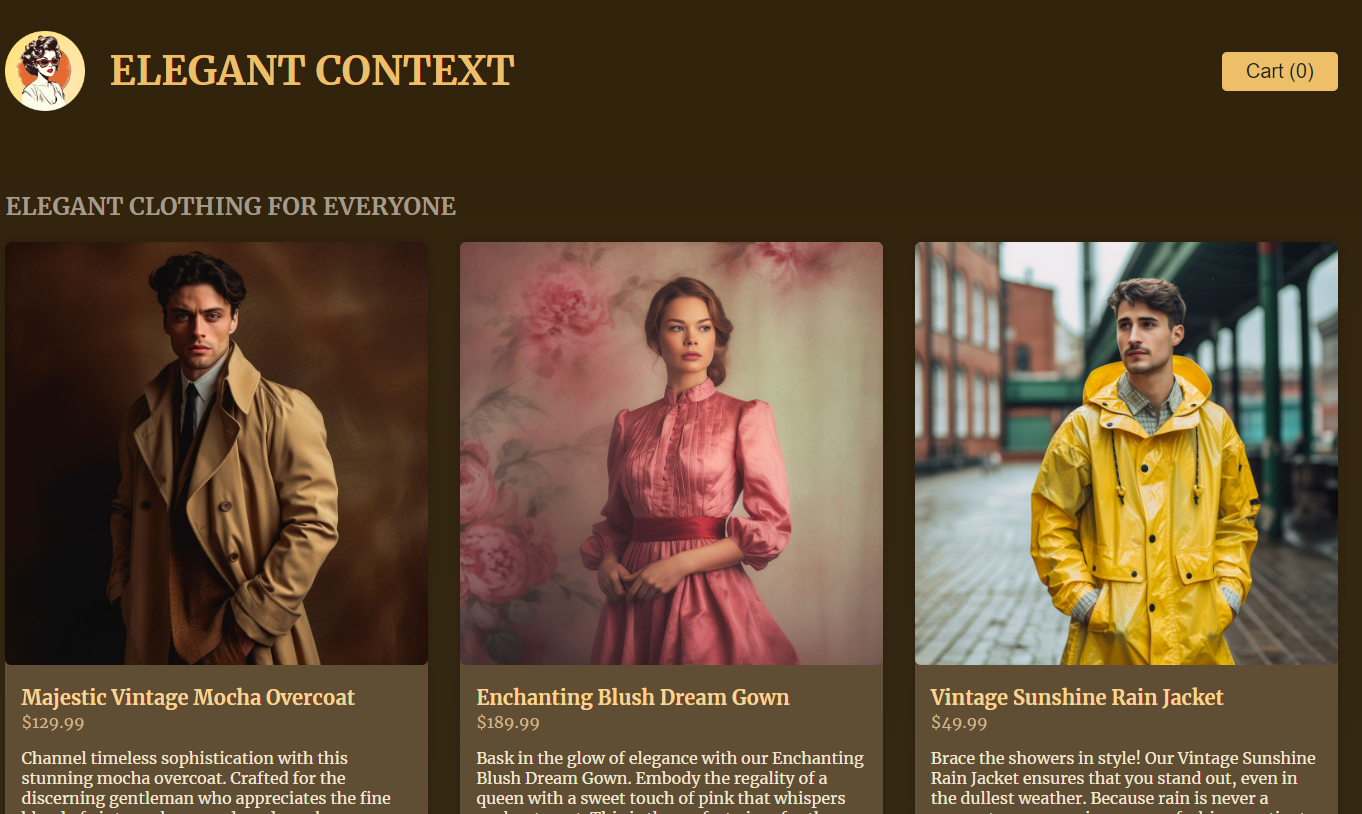 ELEGANT CONTEXT
Cart (0)
ELEGANT CLOTHING FOR EVERYONE
Majestic Vintage Mocha Overcoat
$129.99
Channel timeless sophistication with this
stunning mocha overcoat. Crafted for the
discerning gentleman who appreciates the fine
Enchanting Blush Dream Gown
$189.99
Bask in the glow of elegance with our Enchanting
Blush Dream Gown. Embody the regality of a
queen with a sweet touch of pink that whispers
Vintage Sunshine Rain Jacket
$49.99
Brace the showers in style! Our Vintage Sunshine
Rain Jacket ensures that you stand out, even in
the dullest weather. Because rain is never a